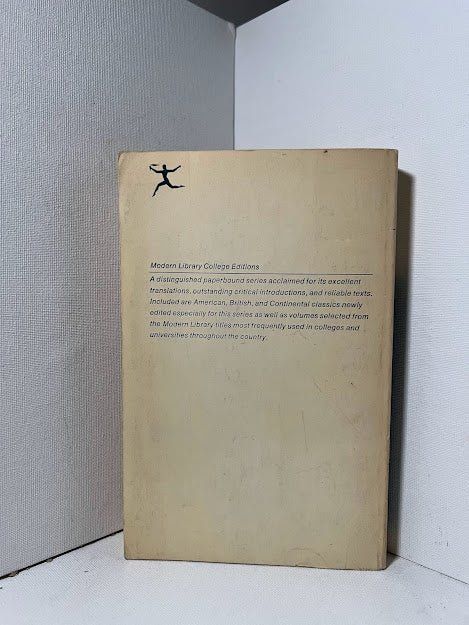 Modern Library College Editions
A distinguished paperbound series acclaimed for its excellent
translations, outstanding critical introductions, and reliable texts.
Included are American, British, and Continental classics newly
edited especially for this series as well as volumes selected from
the Modern Library titles most frequently used in colleges and
universities throughout the country.